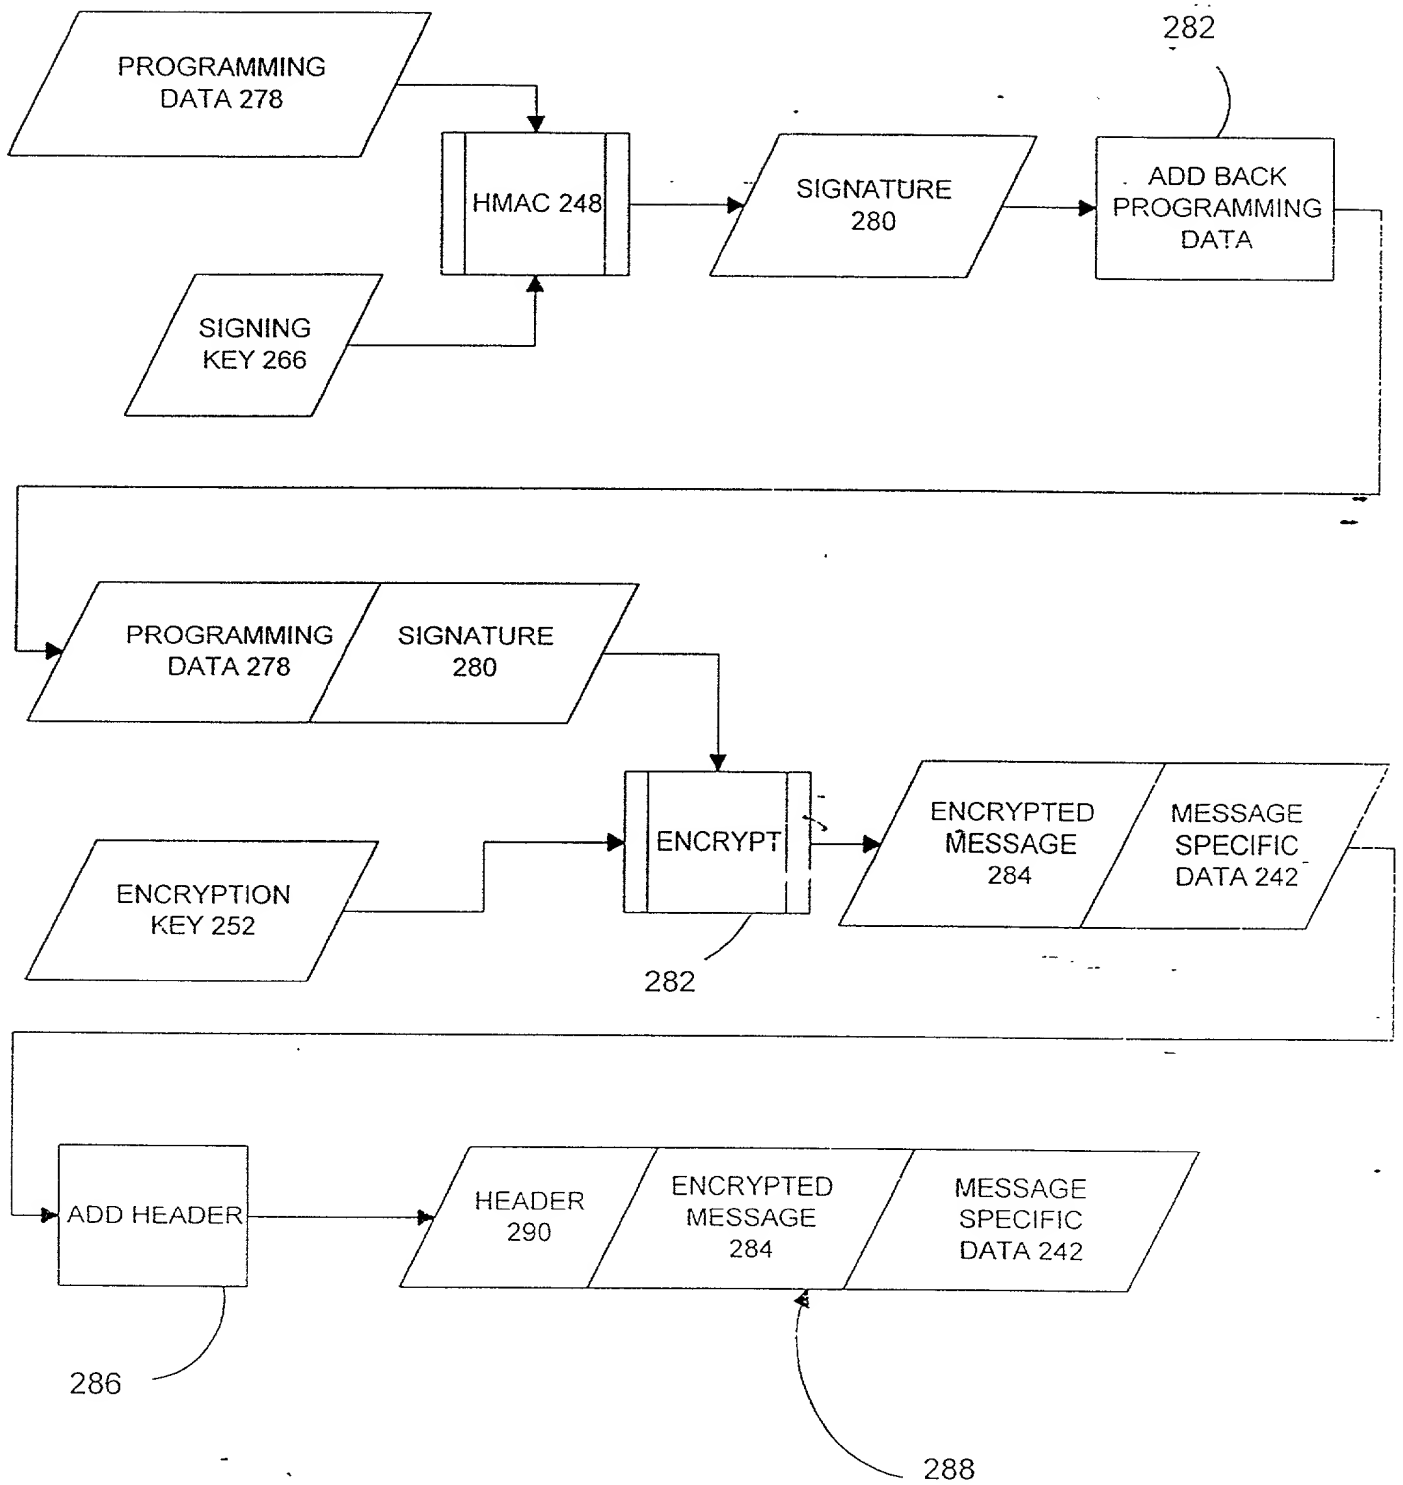 282
PROGRAMMING
DATA 278
HMAC 248
SIGNATURE
280
ADD BACK
PROGRAMMING
DATA
SIGNING
KEY 266
PROGRAMMING
DATA 278
SIGNATURE
280
ENCRYPT
ENCRYPTED
MESSAGE
284
MESSAGE
SPECIFIC
DATA 242
ENCRYPTION
KEY 252
282
ADD HEADER
HEADER
290
ENCRYPTED
MESSAGE
284
MESSAGE
SPECIFIC
DATA 242
286
288